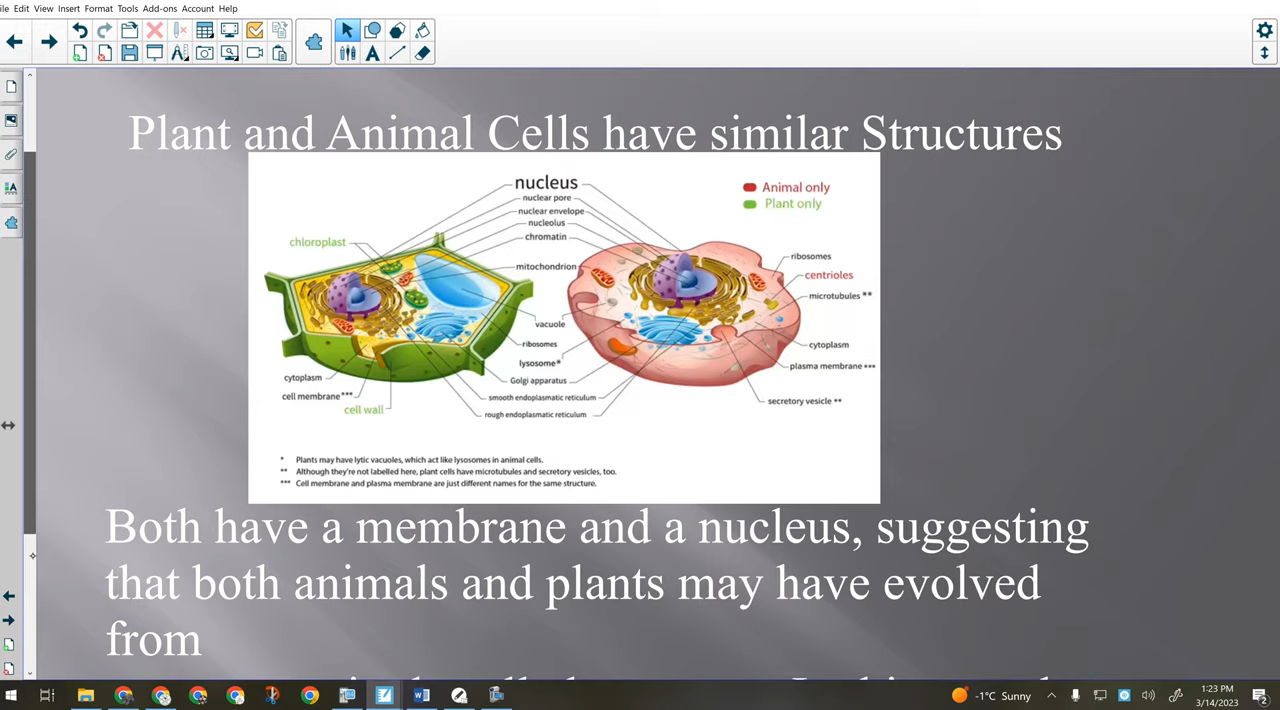 ile Edit View Insert Format Tools Add-ons Account Help
Plant and Animal Cells have similar Structures
nucleus
nuclear pore
nuclear envelope
nucleolus
chromatin
mitochondrion
vacuole
ribosomes
lysosome*
Golgi apparatus
smooth endoplasmatic reticulum
rough endoplasmatic reticulum
chloroplast
cytoplasm
cell membrane***
cell wall
Animal only
Plant only
ribosomes
centrioles
microtubules **
cytoplasm
plasma membrane ***
secretory vesicle **
* Plants may have lytic vacuoles, which act like lysosomes in animal cells.
** Although they're not labelled here, plant cells have microtubules and secretory vesicles, too.
*** Cell membrane and plasma membrane are just different names for the same structure.
Both have a membrane and a nucleus, suggesting
that both animals and plants may have evolved
from
-1°C Sunny
1:23 PM
3/14/2023
2